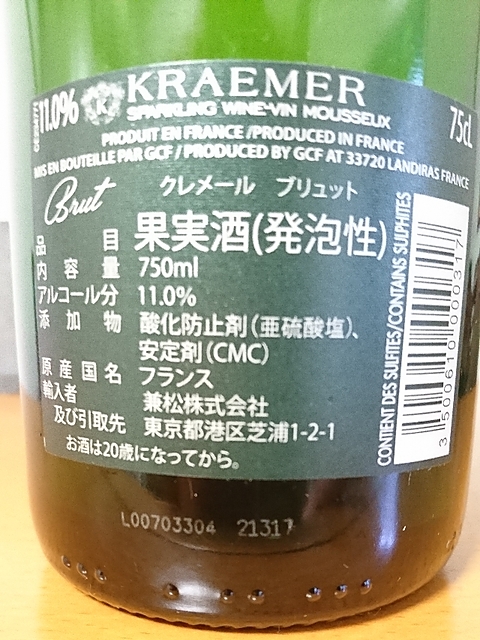 11.0% KRAEMER 75cL
SPARKLING WINE-VIN MOUSSEUX
PRODUIT EN FRANCE / PRODUCED IN FRANCE
MIS EN BOUTEILLE PAR GCF / PRODUCED BY GCF AT 33720 LANDIRAS FRANCE
Brut クレメール ブリュット
品目 果実酒(発泡性)
内容量 750ml
アルコール分 11.0%
添加物 酸化防止剤(亜硫酸塩)、
安定剤(CMC)
原産国名 フランス
輸入者 兼松株式会社
及び引取先 東京都港区芝浦1-2-1
お酒は20歳になってから。
CONTIENT DES SULFITES/CONTAINS SULPHITES
3 500610 000317
L00703304 21317